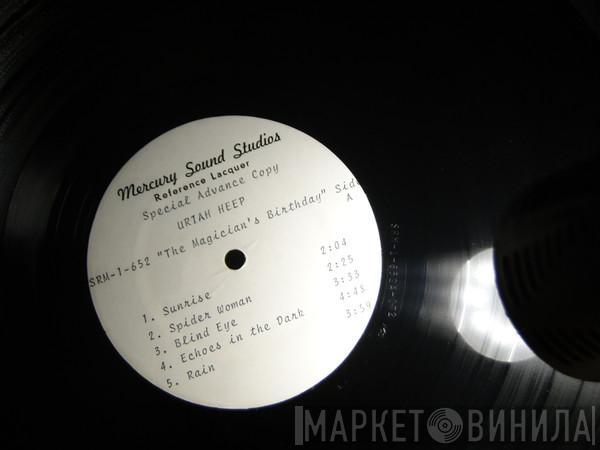 Mercury Sound Studios
Reference Lacquer
Special Advance Copy
URIAH HEEP
SRM-1-652 "The Magician's Birthday" Side A
1. Sunrise 2:04
2. Spider Woman 2:25
3. Blind Eye 3:33
4. Echoes in the Dark 4:43
5. Rain 3:59
МАРКЕТ ВИНИЛА